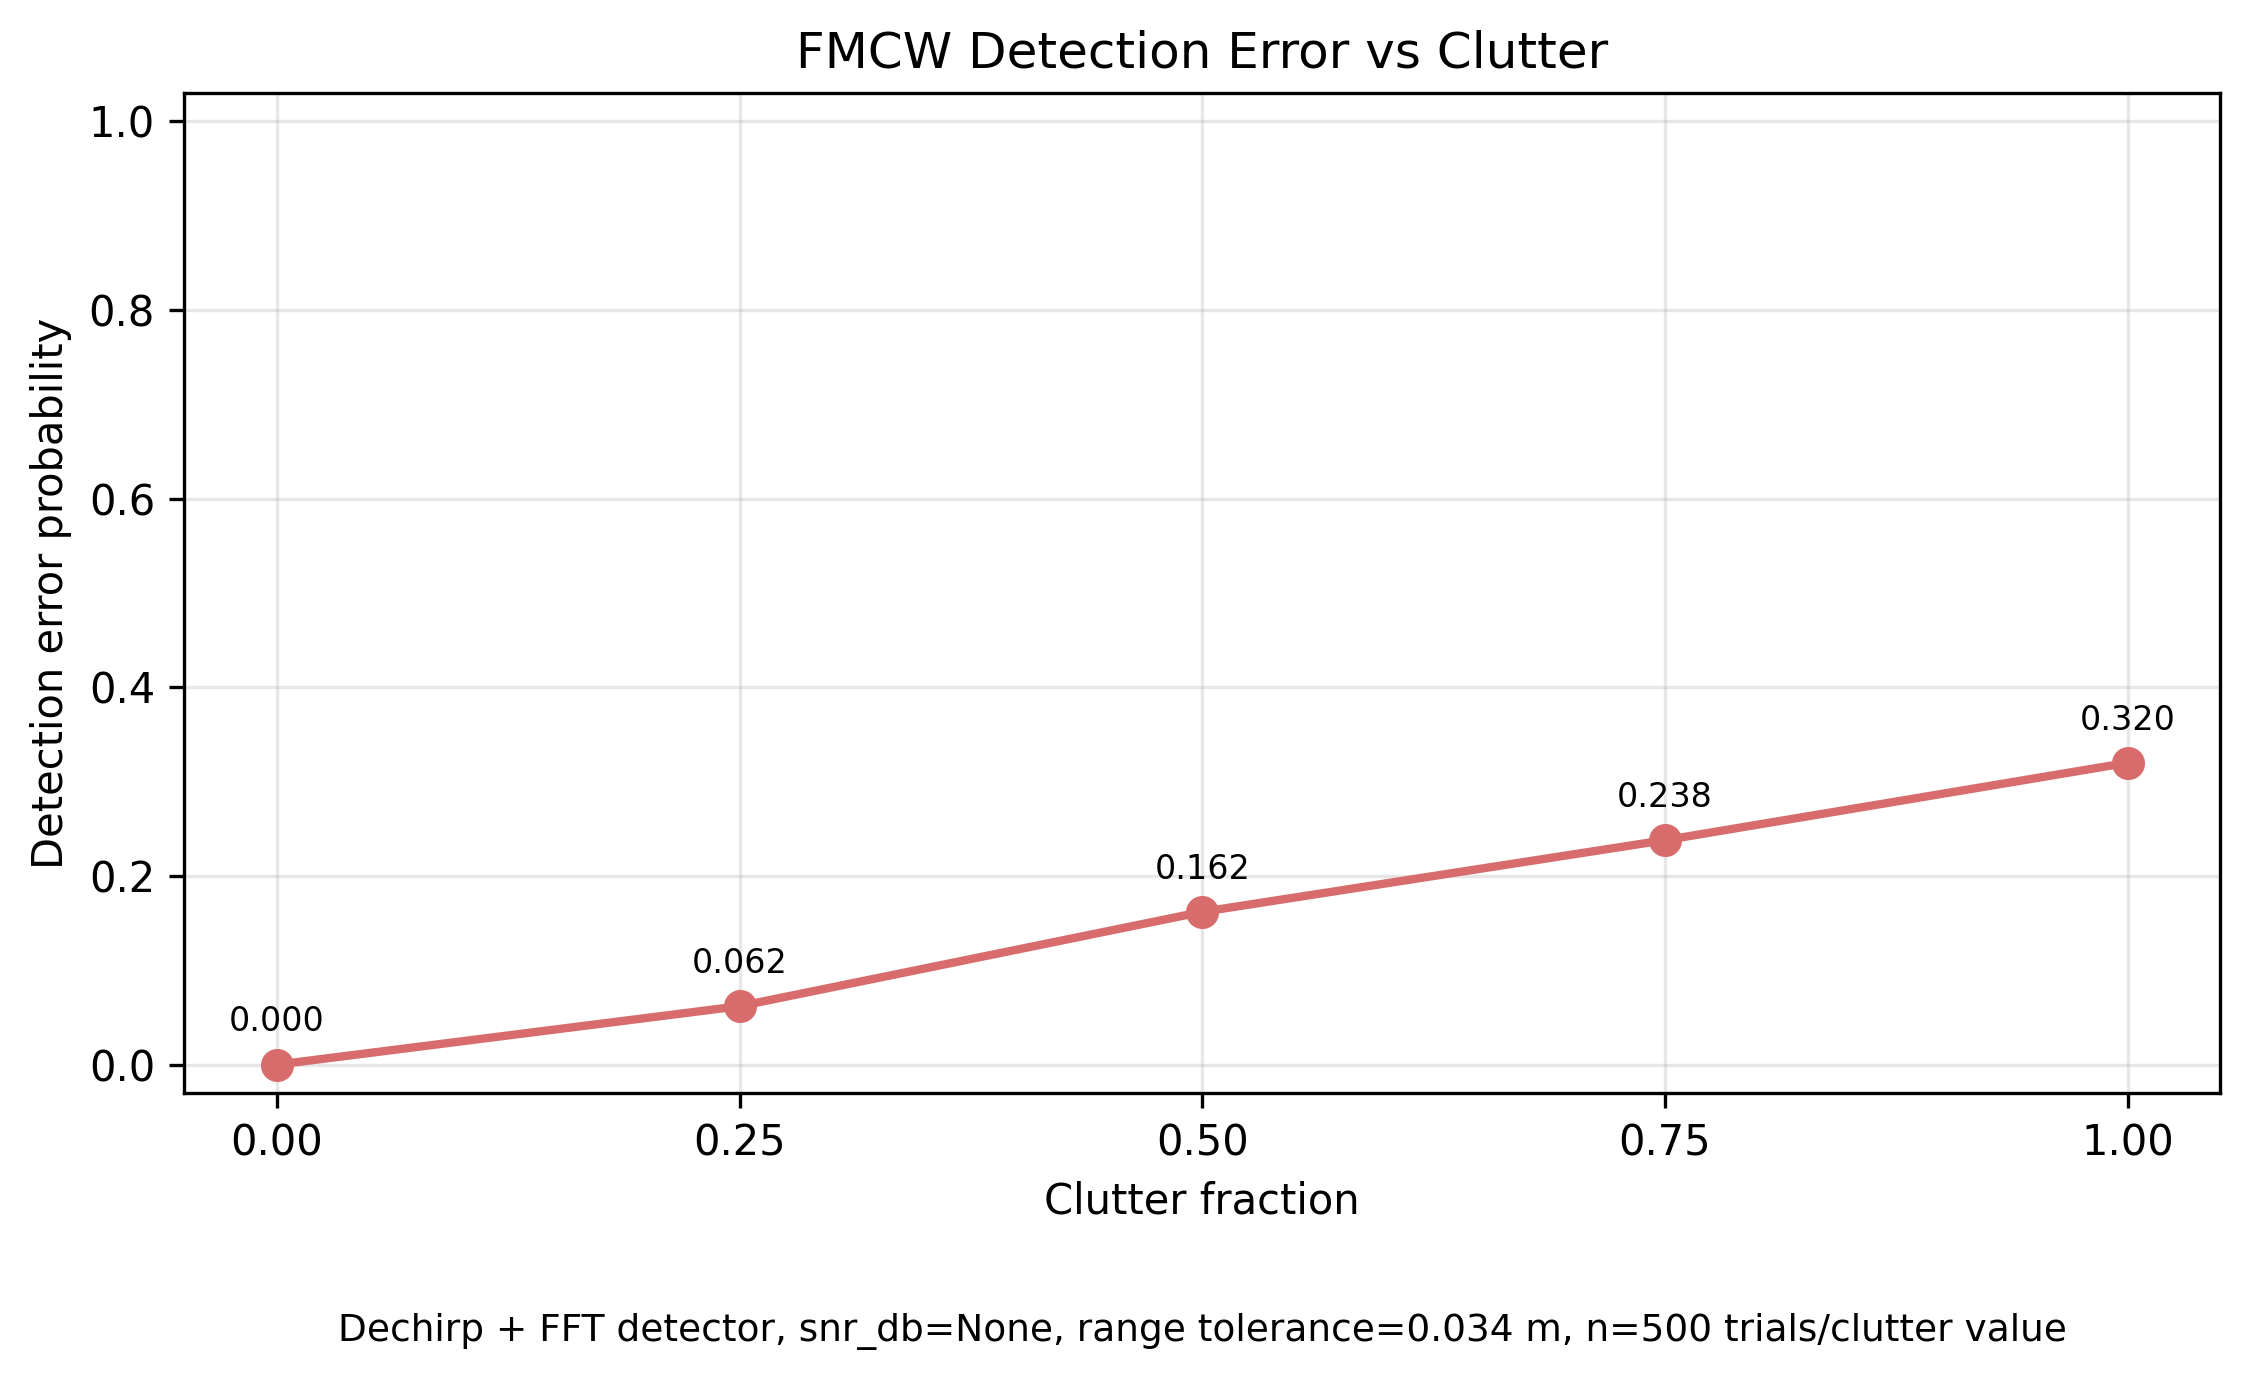 FMCW Detection Error vs Clutter
Detection error probability
1.0
0.8
0.6
0.4
0.2
0.0
0.000
0.062
0.162
0.238
0.320
0.00 0.25 0.50 0.75 1.00
Clutter fraction
Dechirp + FFT detector, snr_db=None, range tolerance=0.034 m, n=500 trials/clutter value